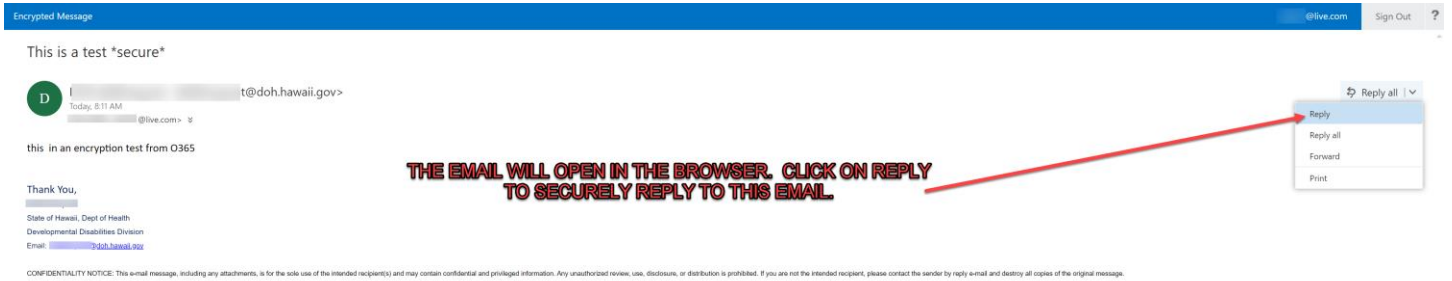 Encrypted Message
@live.com
Sign Out
?
This is a test *secure*
D
t@doh.hawaii.gov>
Reply all
Today, 8:11 AM
@live.com>
Reply
Reply all
Forward
Print
this in an encryption test from O365
THE EMAIL WILL OPEN IN THE BROWSER. CLICK ON REPLY
TO SECURELY REPLY TO THIS EMAIL.
Thank You,
State of Hawaii, Dept of Health
Developmental Disabilities Division
Email: @doh.hawaii.gov
CONFIDENTIALITY NOTICE: This e-mail message, including any attachments, is for the sole use of the intended recipient(s) and may contain confidential and privileged information. Any unauthorized review, use, disclosure, or distribution is prohibited. If you are not the intended recipient, please contact the sender by reply e-mail and destroy all copies of the original message.